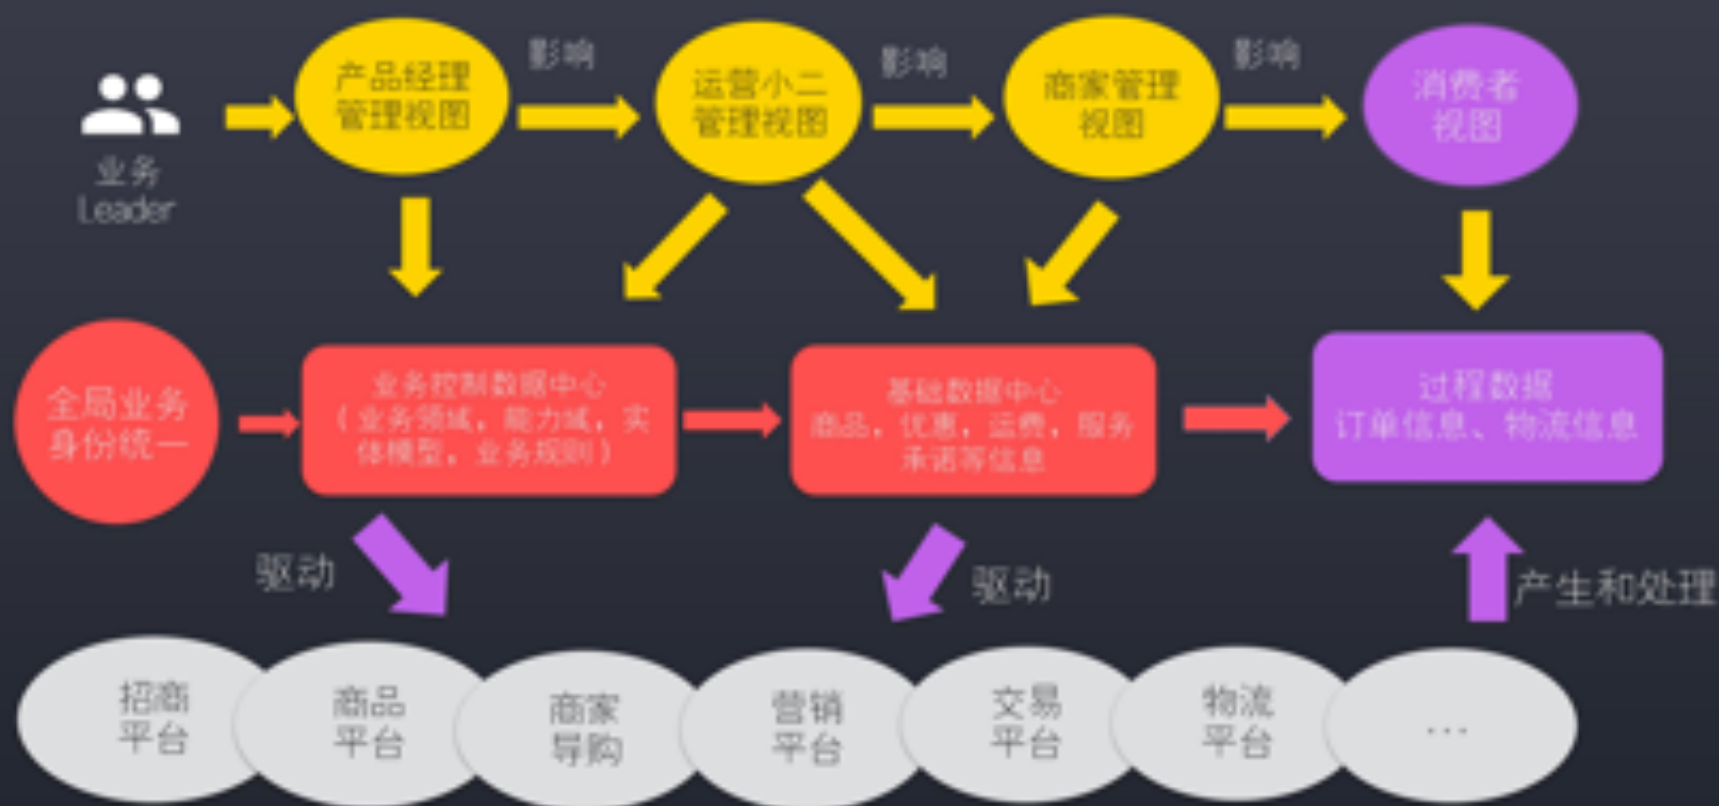 产品经理
管理视图
影响
运营小二
管理视图
影响
商家管理
视图
影响
消费者
视图
业务
Leader
全局业务
身份统一
业务控制数据中心
（业务领域，能力域，实
体模型，业务规则）
基础数据中心
商品，优惠，运费，服务
承诺等信息
过程数据
订单信息、物流信息
驱动
驱动
产生和处理
招商
平台
商品
平台
商家
导购
营销
平台
交易
平台
物流
平台
...